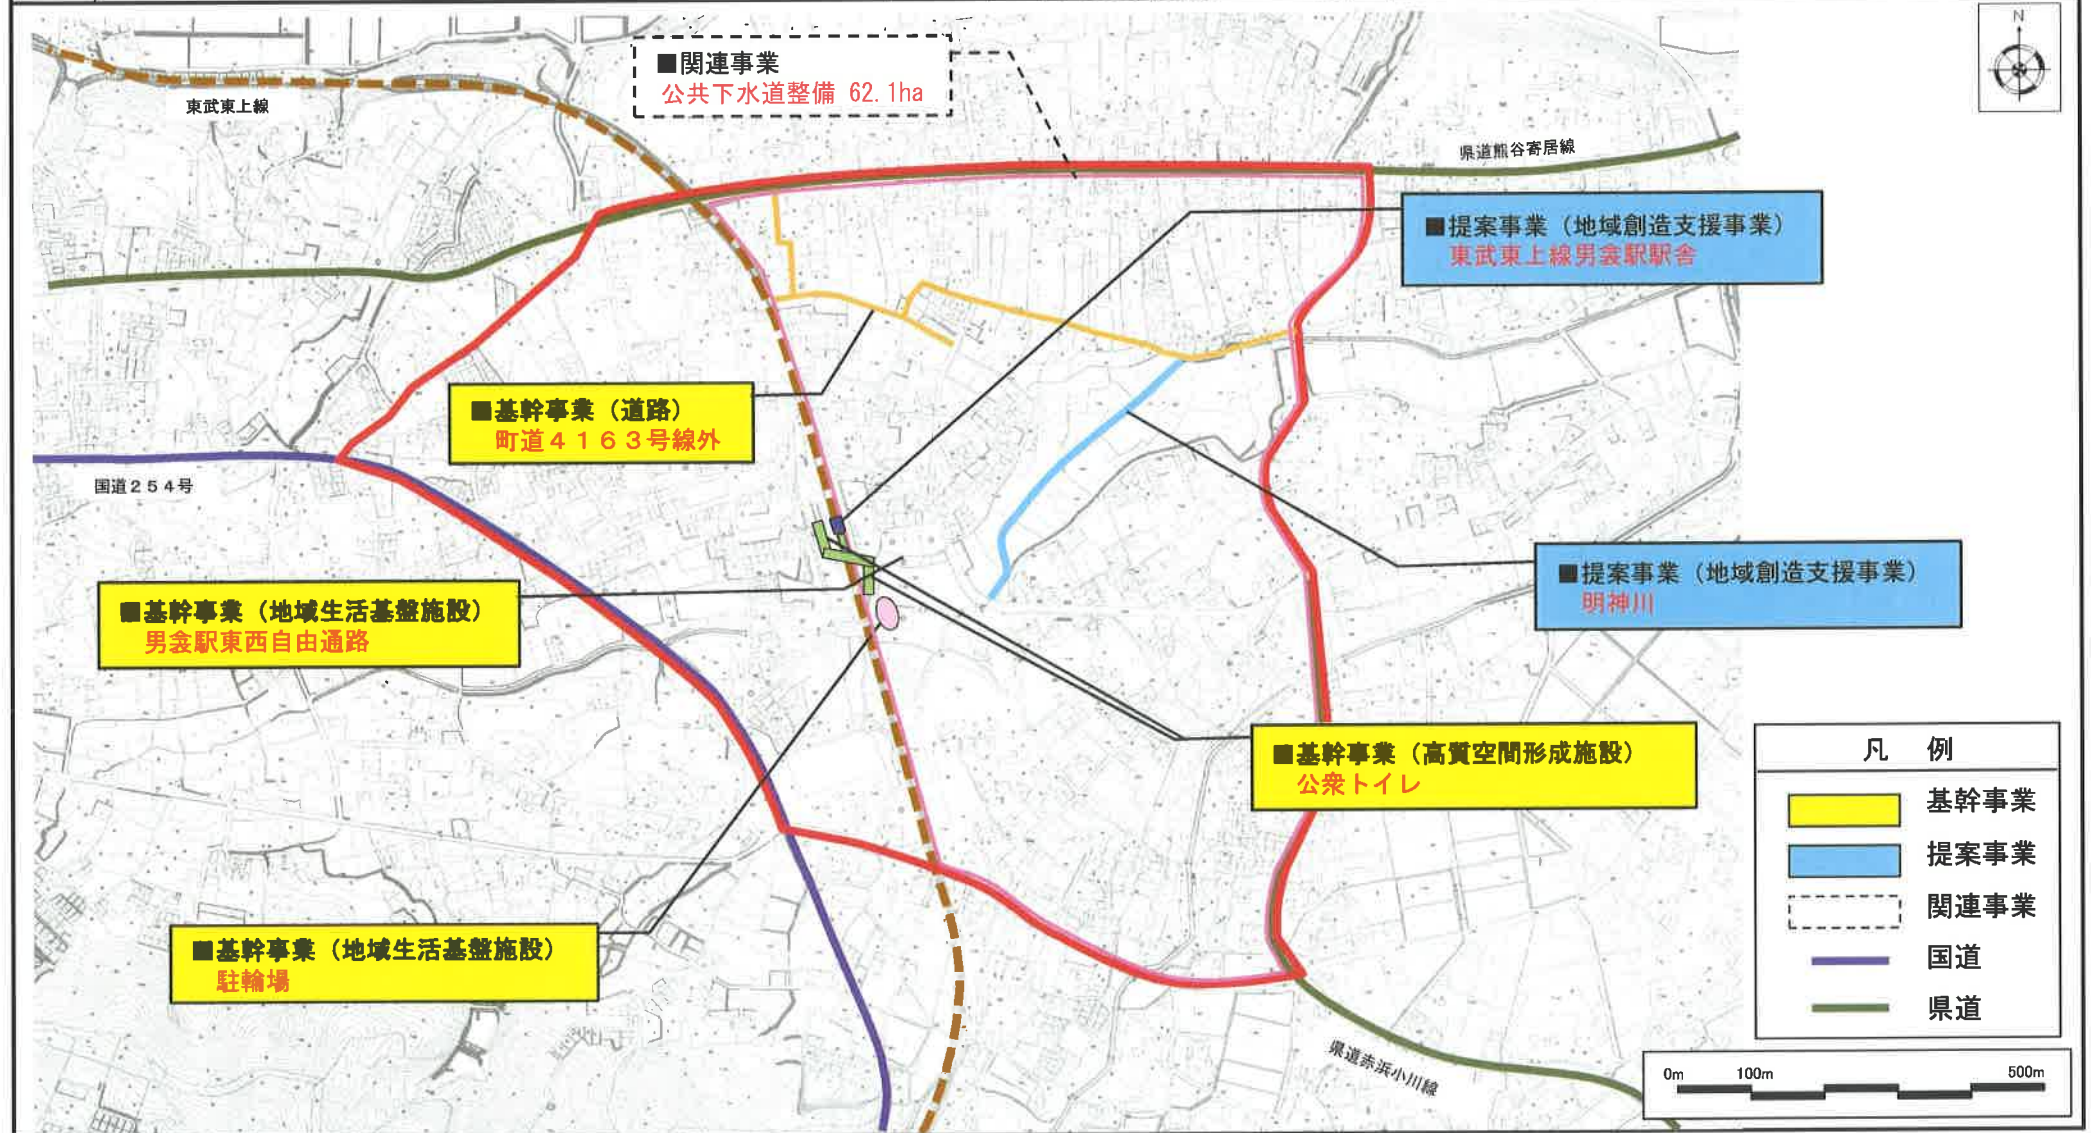 N
■関連事業
公共下水道整備 62.1ha
東武東上線
県道熊谷寄居線
■提案事業（地域創造支援事業）
東武東上線男衾駅駅舎
■基幹事業（道路）
町道４１６３号線外
国道２５４号
■提案事業（地域創造支援事業）
明神川
■基幹事業（地域生活基盤施設）
男衾駅東西自由通路
■基幹事業（高質空間形成施設）
公衆トイレ
■基幹事業（地域生活基盤施設）
駐輪場
凡 例
基幹事業
提案事業
関連事業
国道
県道
県道赤浜小川線
0m 100m 500m